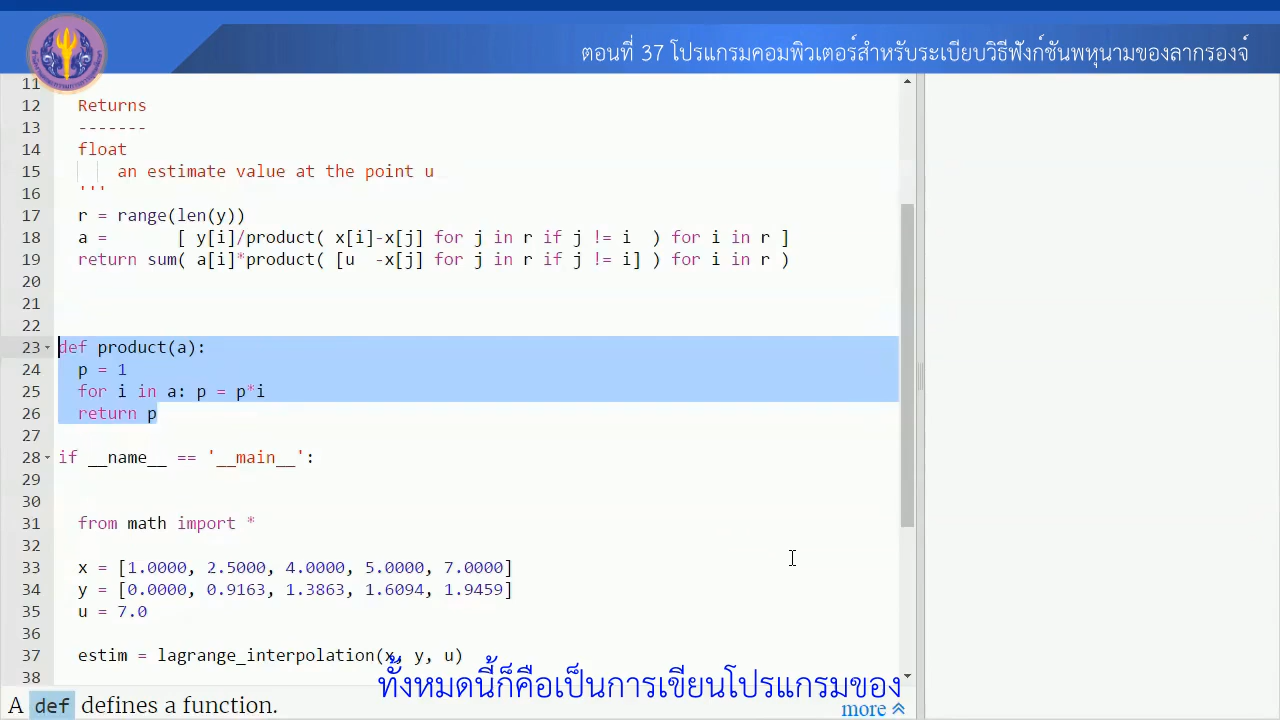 ตอนที่ 37 โปรแกรมคอมพิวเตอร์สำหรับระเบียบวิธีฟังก์ชันพหุนามของลากรองจ์
11
12 Returns
13 -------
14 float
15 an estimate value at the point u
16 '''
17 r = range(len(y))
18 a = [ y[i]/product( x[i]-x[j] for j in r if j != i ) for i in r ]
19 return sum( a[i]*product( [u -x[j] for j in r if j != i] ) for i in r )
20
21
22
23 def product(a):
24 p = 1
25 for i in a: p = p*i
26 return p
27
28 if __name__ == '__main__':
29
30
31 from math import *
32
33 x = [1.0000, 2.5000, 4.0000, 5.0000, 7.0000]
34 y = [0.0000, 0.9163, 1.3863, 1.6094, 1.9459]
35 u = 7.0
36
37 estim = lagrange_interpolation(x, y, u)
38
ทั้งหมดนี้ก็คือเป็นการเขียนโปรแกรมของ
A def defines a function.
more